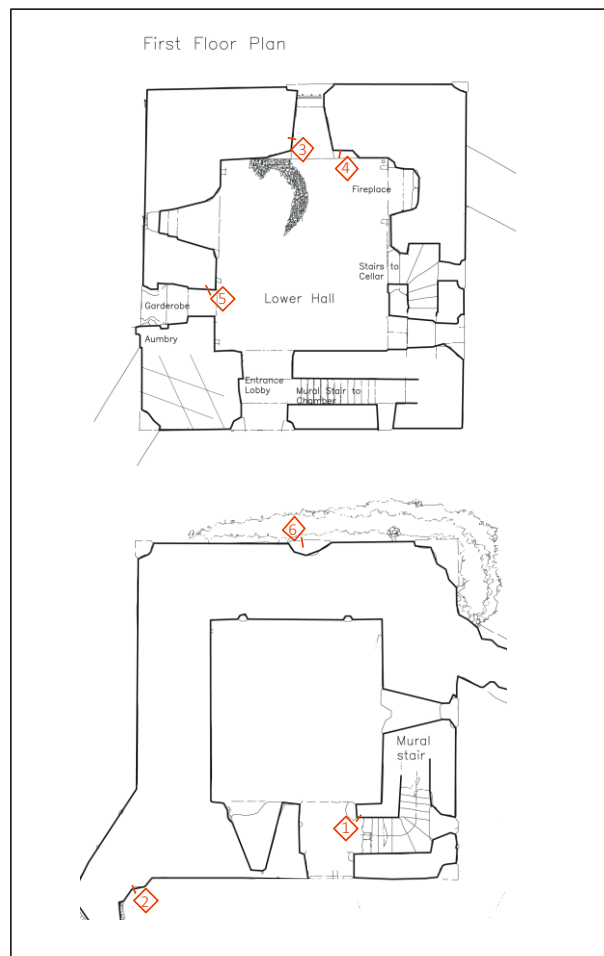 First Floor Plan
3
4
Fireplace
Stairs to
Cellar
5
Lower Hall
Garderobe
Aumbry
Entrance
Lobby
Mural Stair to
Chamber
6
Mural
stair
1
2